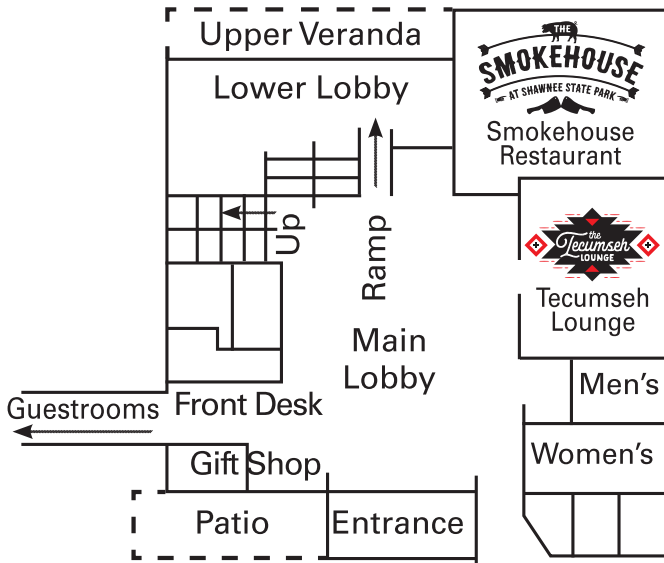 Upper Veranda
Lower Lobby
THE
SMOKEHOUSE
AT SHAWNEE STATE PARK
Smokehouse
Restaurant
Up
Ramp
the
Tecumseh
LOUNGE
Tecumseh
Lounge
Main
Lobby
Men's
Guestrooms
Front Desk
Gift Shop
Women's
Patio
Entrance